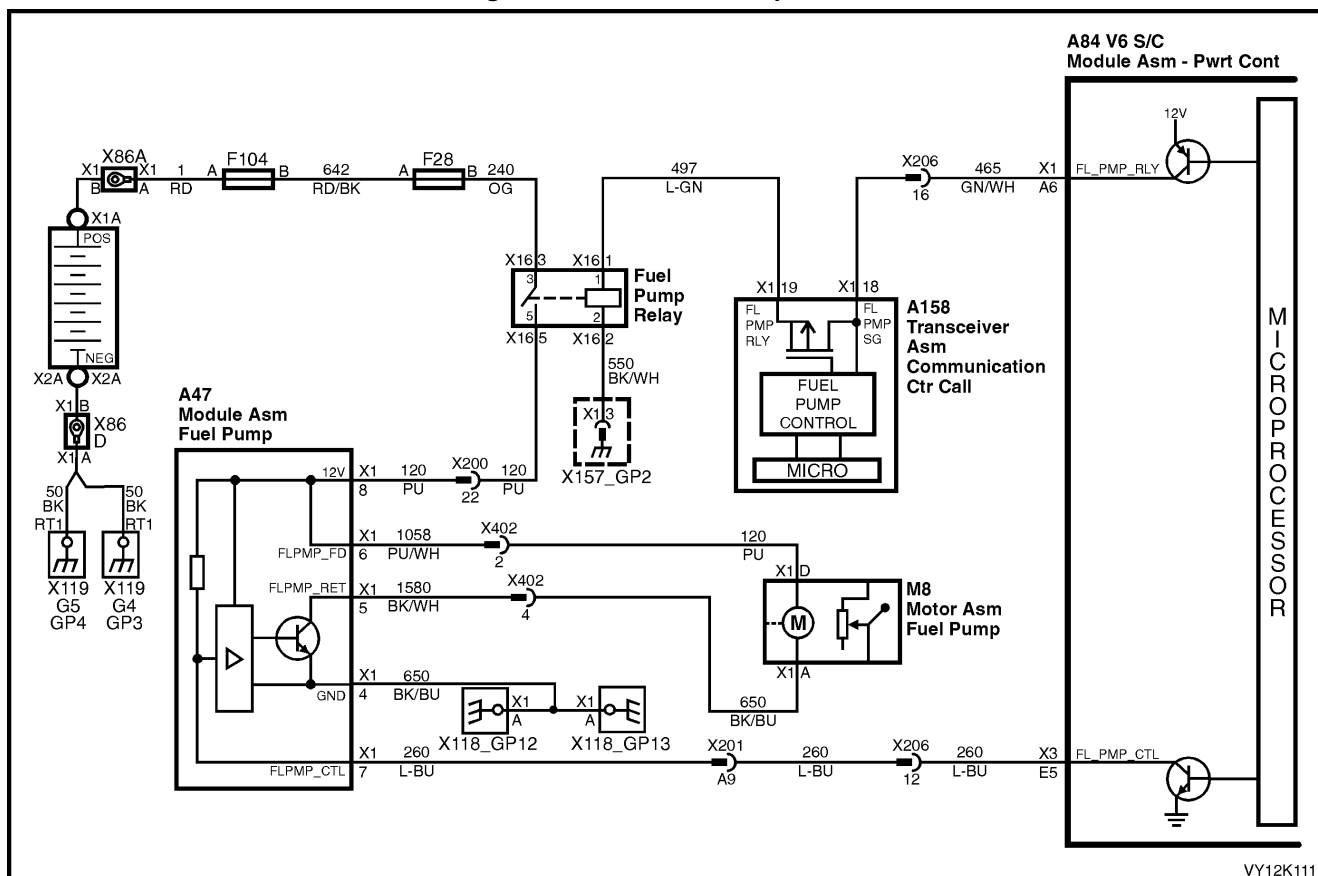 A84 V6 S/C
Module Asm - Pwrt Cont
12V
X86A
X1 X1
B A
1
RD
A F104 B
642
RD/BK
A F28 B
240
OG
497
L-GN
X206
16
465
GN/WH
X1
A6
FL_PMP_RLY
X1A
POS
NEG
X2A X2A
X16 3
X16 1
3 1
5 2
Fuel
Pump
Relay
X16 5
X16 2
X1 19
X1 18
FL
PMP
RLY
FL
PMP
SG
A158
Transceiver
Asm
Communication
Ctr Call
FUEL
PUMP
CONTROL
MICRO
MICROPROCESSOR
550
BK/WH
X1 3
X157_GP2
X1 B
X86
D
X1 A
50
BK
50
BK
RT1 RT1
X119
G5
GP4
X119
G4
GP3
A47
Module Asm
Fuel Pump
12V
X1
8
120
PU
X200
22
120
PU
FLPMP_FD
X1
6
1058
PU/WH
X402
2
120
PU
FLPMP_RET
X1
5
1580
BK/WH
X402
4
X1 D
M
X1 A
M8
Motor Asm
Fuel Pump
GND
X1
4
650
BK/BU
X1
A
X118_GP12
X1
A
X118_GP13
650
BK/BU
FLPMP_CTL
X1
7
260
L-BU
X201
A9
260
L-BU
X206
12
260
L-BU
X3
E5
FL_PMP_CTL
VY12K111